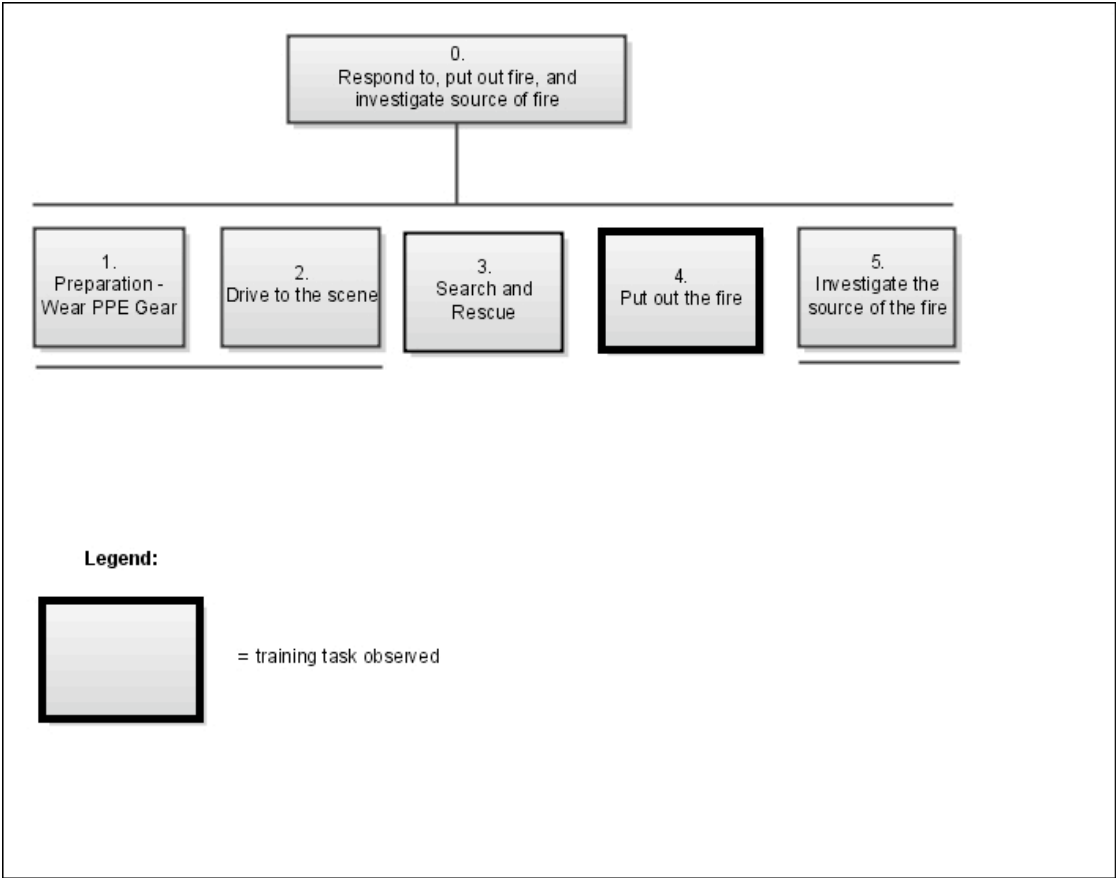 0.
Respond to, put out fire, and
investigate source of fire
1.
Preparation -
Wear PPE Gear
2.
Drive to the scene
3.
Search and
Rescue
4.
Put out the fire
5.
Investigate the
source of the fire
Legend:
= training task observed